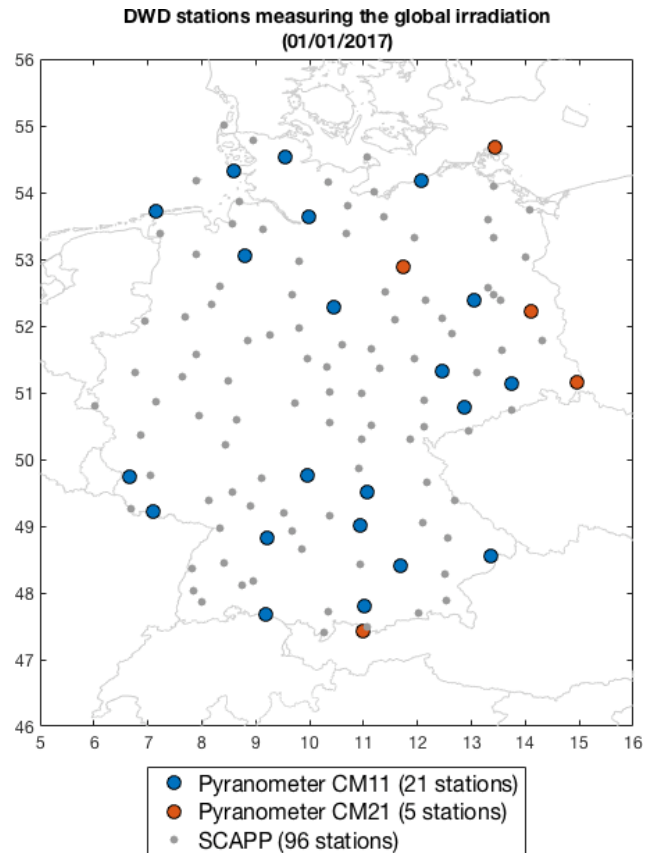 DWD stations measuring the global irradiation
(01/01/2017)
56
55
54
53
52
51
50
49
48
47
46
5 6 7 8 9 10 11 12 13 14 15 16
Pyranometer CM11 (21 stations)
Pyranometer CM21 (5 stations)
SCAPP (96 stations)